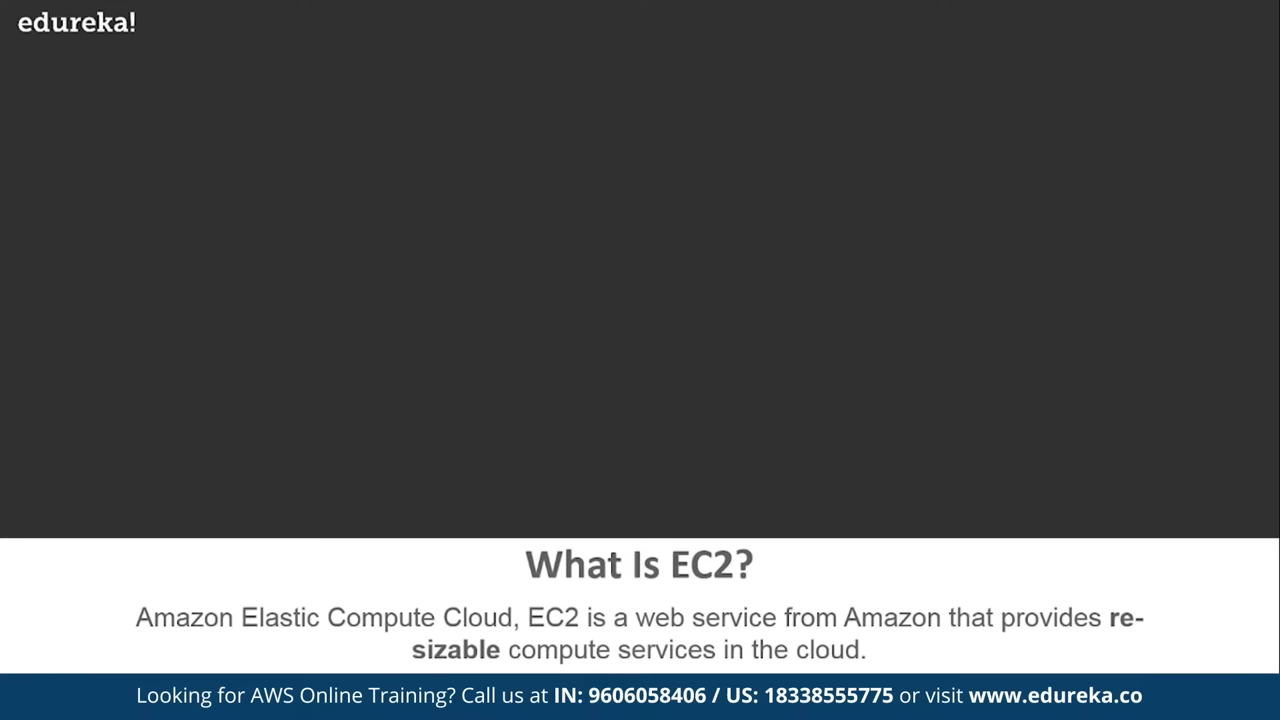 edureka!
What Is EC2?
Amazon Elastic Compute Cloud, EC2 is a web service from Amazon that provides re-
sizable compute services in the cloud.
Looking for AWS Online Training? Call us at IN: 9606058406 / US: 18338555775 or visit www.edureka.co